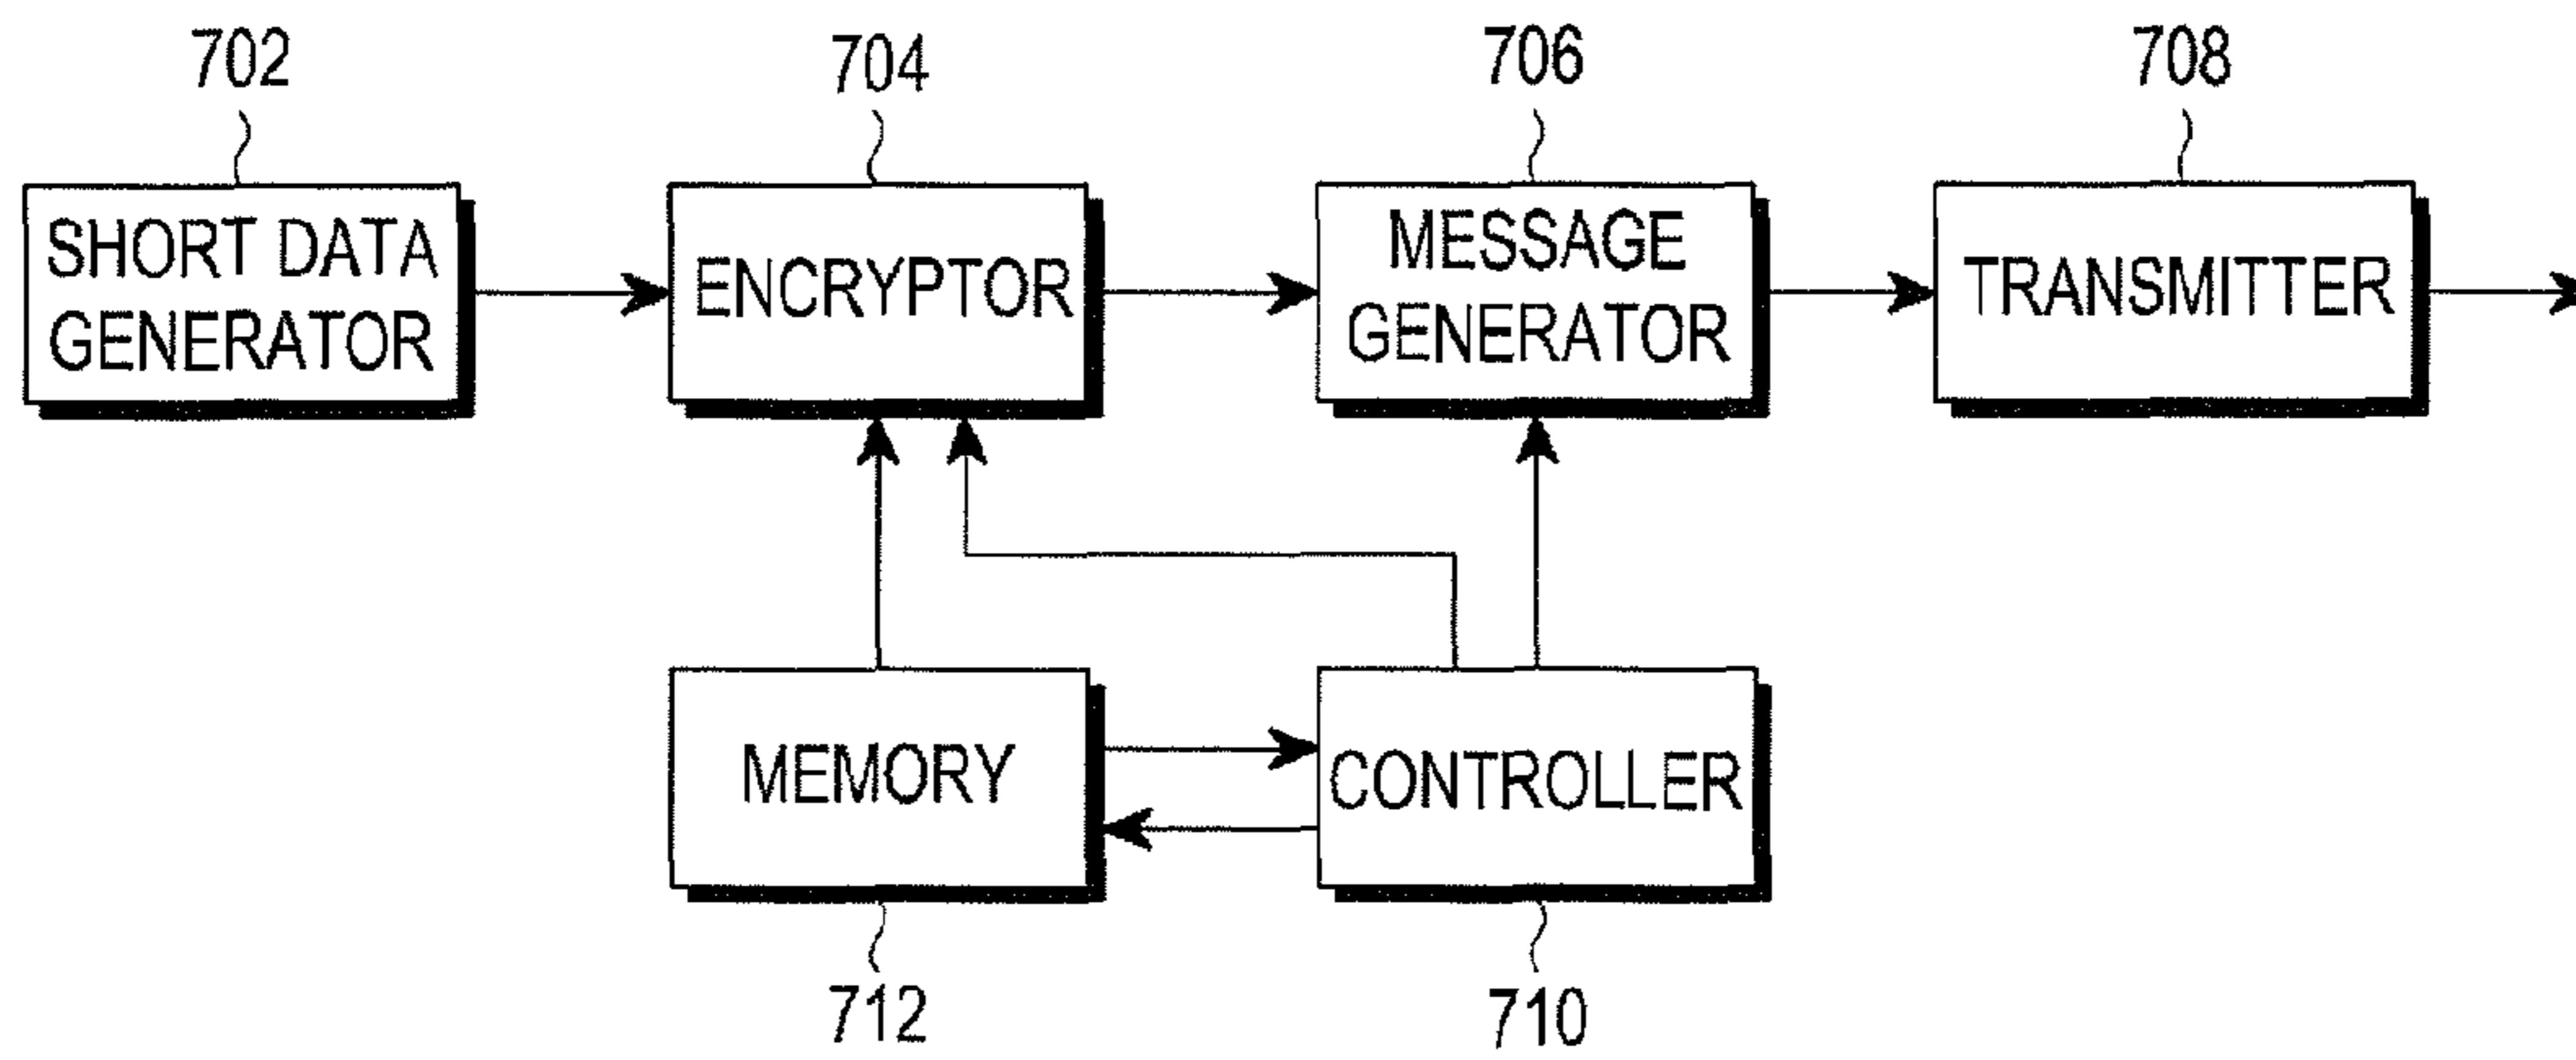 702
704
706
708
SHORT DATA
GENERATOR
ENCRYPTOR
MESSAGE
GENERATOR
TRANSMITTER
MEMORY
CONTROLLER
712
710